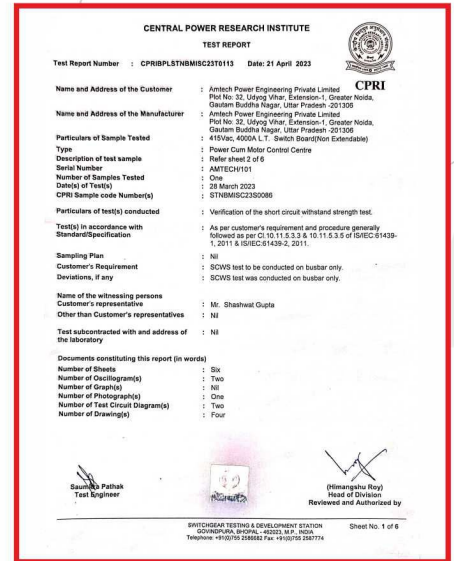 CENTRAL POWER RESEARCH INSTITUTE
TEST REPORT
Test Report Number : CPRIBPLSTNBMISC23T0113 Date: 21 April 2023
CPRI
Name and Address of the Customer : Amtech Power Engineering Private Limited
Plot No: 32, Udyog Vihar, Extension-1, Greater Noida,
Gautam Buddha Nagar, Uttar Pradesh -201306
Name and Address of the Manufacturer : Amtech Power Engineering Private Limited
Plot No: 32, Udyog Vihar, Extension-1, Greater Noida,
Gautam Buddha Nagar, Uttar Pradesh -201306
Particulars of Sample Tested : 415Vac, 4000A L.T. Switch Board(Non Extendable)
Type : Power Cum Motor Control Centre
Description of test sample : Refer sheet 2 of 6
Serial Number : AMTECH/101
Number of Samples Tested : One
Date(s) of Test(s) : 28 March 2023
CPRI Sample code Number(s) : STNBMISC23S0086
Particulars of test(s) conducted : Verification of the short circuit withstand strength test.
Test(s) in accordance with : As per customer's requirement and procedure generally
Standard/Specification followed as per Cl.10.11.5.3.3 & 10.11.5.3.5 of IS/IEC:61439-
1, 2011 & IS/IEC:61439-2, 2011.
Sampling Plan : Nil
Customer's Requirement : SCWS test to be conducted on busbar only.
Deviations, if any : SCWS test was conducted on busbar only.
Name of the witnessing persons
Customer's representative : Mr. Shashwat Gupta
Other than Customer's representatives : Nil
Test subcontracted with and address of : Nil
the laboratory
Documents constituting this report (in words)
Number of Sheets : Six
Number of Oscillogram(s) : Two
Number of Graph(s) : Nil
Number of Photograph(s) : One
Number of Test Circuit Diagram(s) : Two
Number of Drawing(s) : Four
Pathak
Test Engineer
(Himangshu Roy)
Head of Division
Reviewed and Authorized by
SWITCHGEAR TESTING & DEVELOPMENT STATION
GOVINDPURA, BHOPAL - 462023, M.P., INDIA
Telephone: +91(0)755 2586682 Fax: +91(0)755 2587774
Sheet No. 1 of 6